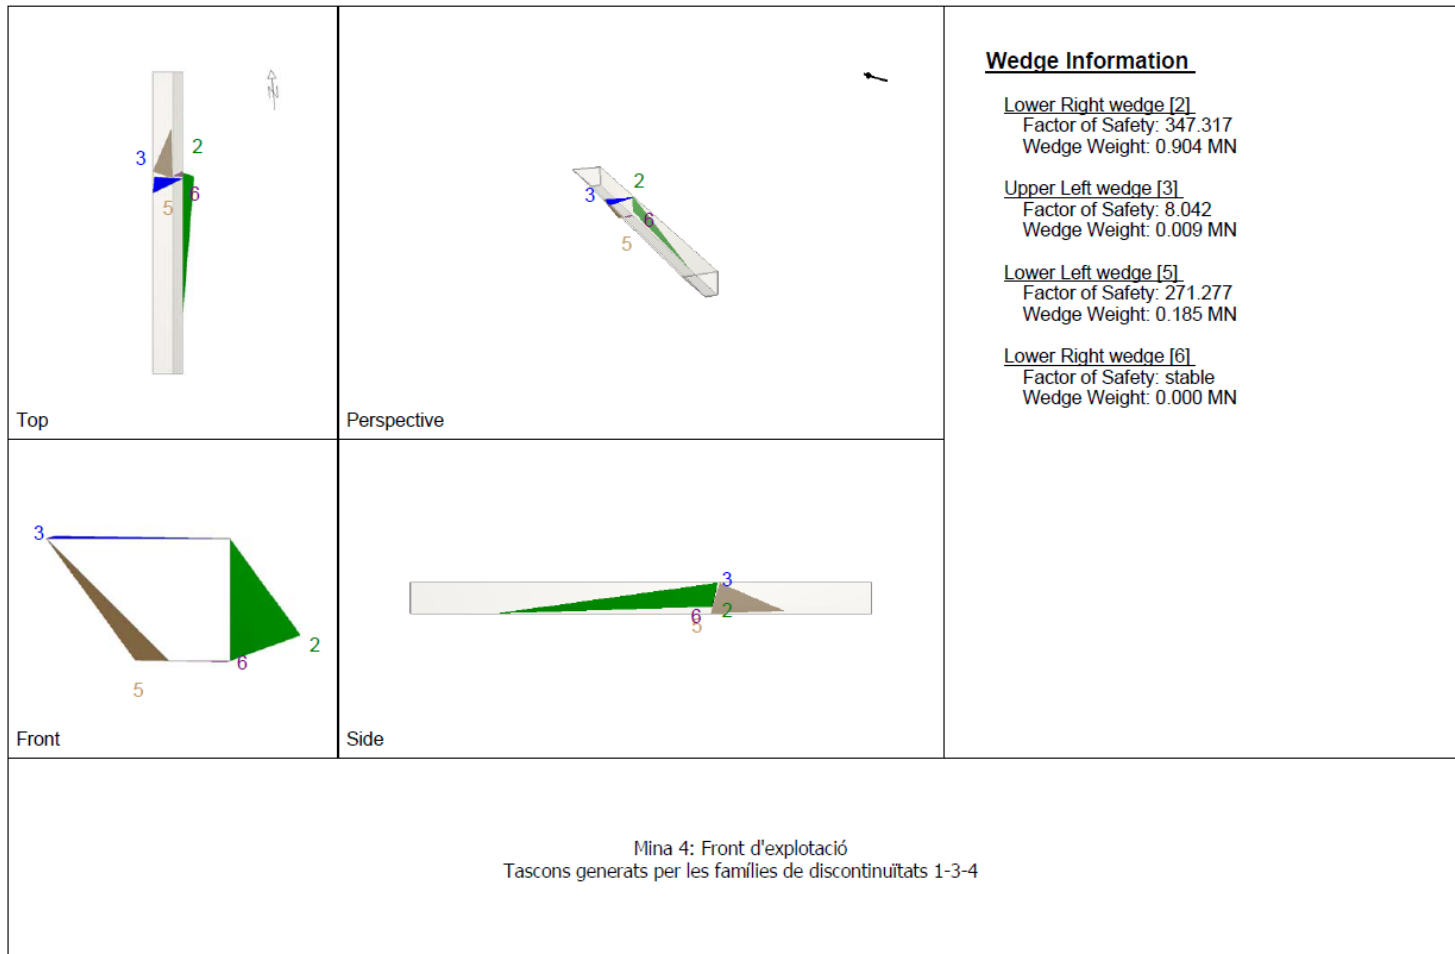 3
2
6
5
N
Top
3
2
6
5
Perspective
3
2
6
5
Front
3
2
6
5
Side
Wedge Information
Lower Right wedge [2]
Factor of Safety: 347.317
Wedge Weight: 0.904 MN
Upper Left wedge [3]
Factor of Safety: 8.042
Wedge Weight: 0.009 MN
Lower Left wedge [5]
Factor of Safety: 271.277
Wedge Weight: 0.185 MN
Lower Right wedge [6]
Factor of Safety: stable
Wedge Weight: 0.000 MN
Mina 4: Front d'explotació
Tascons generats per les famílies de discontinuïtats 1-3-4